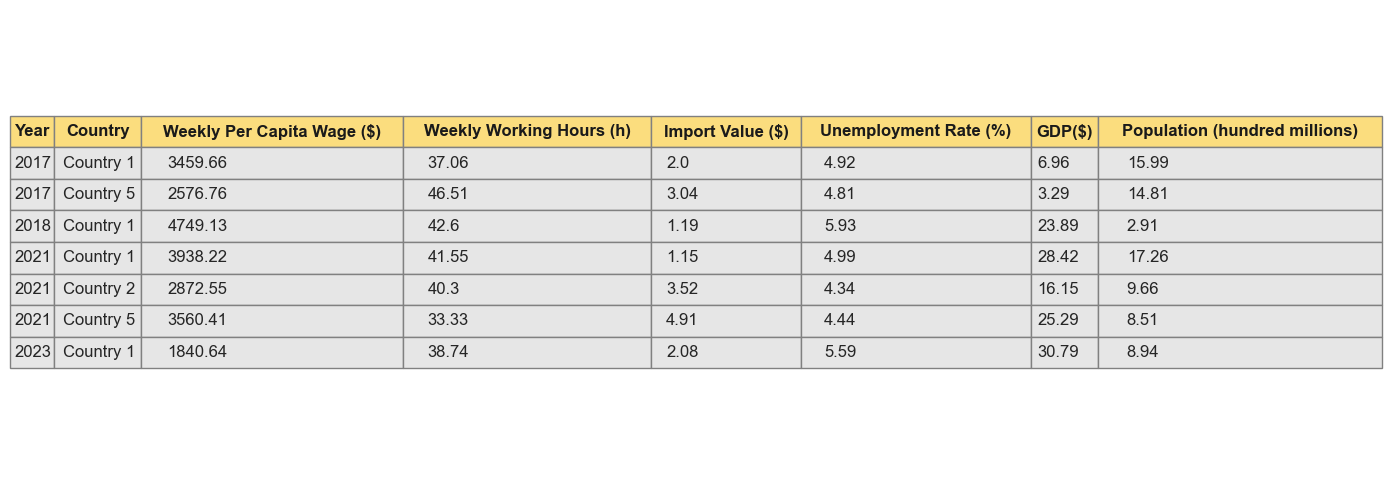 Year Country Weekly Per Capita Wage ($) Weekly Working Hours (h) Import Value ($) Unemployment Rate (%) GDP($) Population (hundred millions)
2017 Country 1 3459.66 37.06 2.0 4.92 6.96 15.99
2017 Country 5 2576.76 46.51 3.04 4.81 3.29 14.81
2018 Country 1 4749.13 42.6 1.19 5.93 23.89 2.91
2021 Country 1 3938.22 41.55 1.15 4.99 28.42 17.26
2021 Country 2 2872.55 40.3 3.52 4.34 16.15 9.66
2021 Country 5 3560.41 33.33 4.91 4.44 25.29 8.51
2023 Country 1 1840.64 38.74 2.08 5.59 30.79 8.94